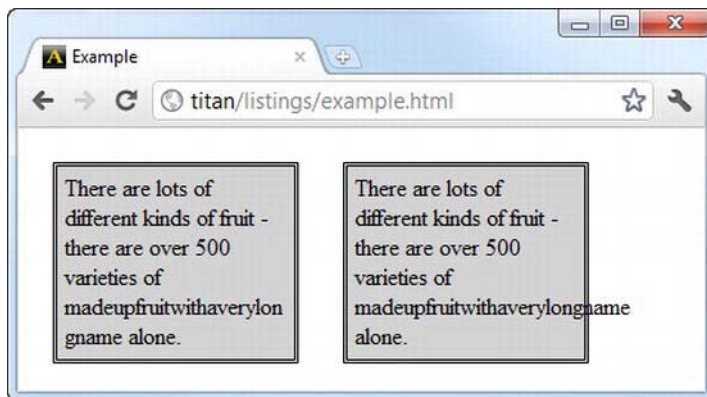 A Example
titan/listings/example.html
There are lots of
different kinds of fruit -
there are over 500
varieties of
madeupfruitwithaverylon
gname alone.
There are lots of
different kinds of fruit -
there are over 500
varieties of
madeupfruitwithaverylongname
alone.